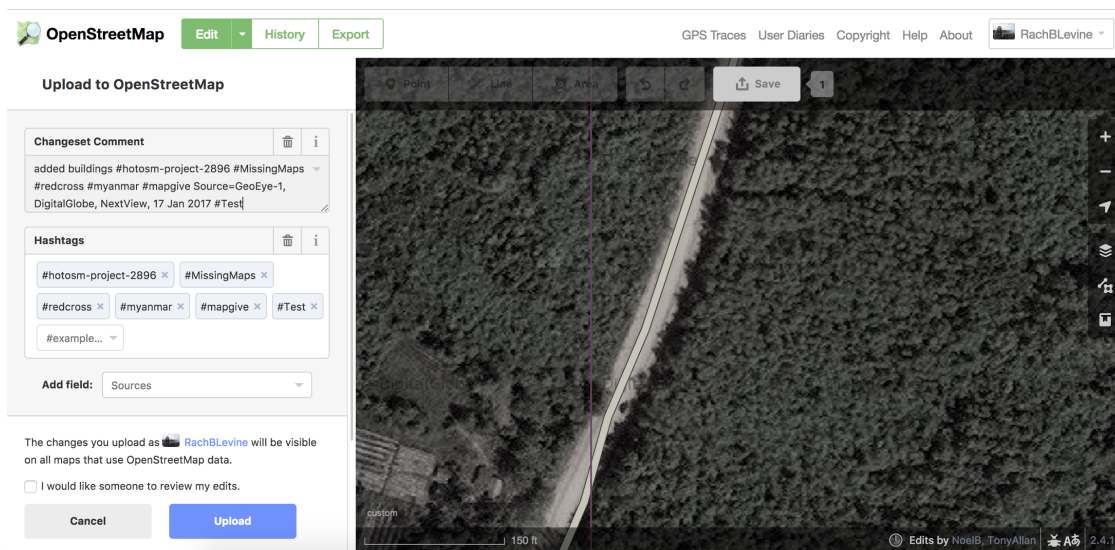 OpenStreetMap
Edit
History
Export
GPS Traces
User Diaries
Copyright
Help
About
RachBLevine
Upload to OpenStreetMap
Point
Line
Area
Save
1
Changeset Comment
i
added buildings #hotosm-project-2896 #MissingMaps
#redcross #myanmar #mapgive Source=GeoEye-1,
DigitalGlobe, NextView, 17 Jan 2017 #Test
Hashtags
i
#hotosm-project-2896 ×
#MissingMaps ×
#redcross ×
#myanmar ×
#mapgive ×
#Test ×
#example...
Add field:
Sources
The changes you upload as RachBLevine will be visible
on all maps that use OpenStreetMap data.
I would like someone to review my edits.
Cancel
Upload
custom
150 ft
Edits by NoelB, TonyAllan
2.4.1